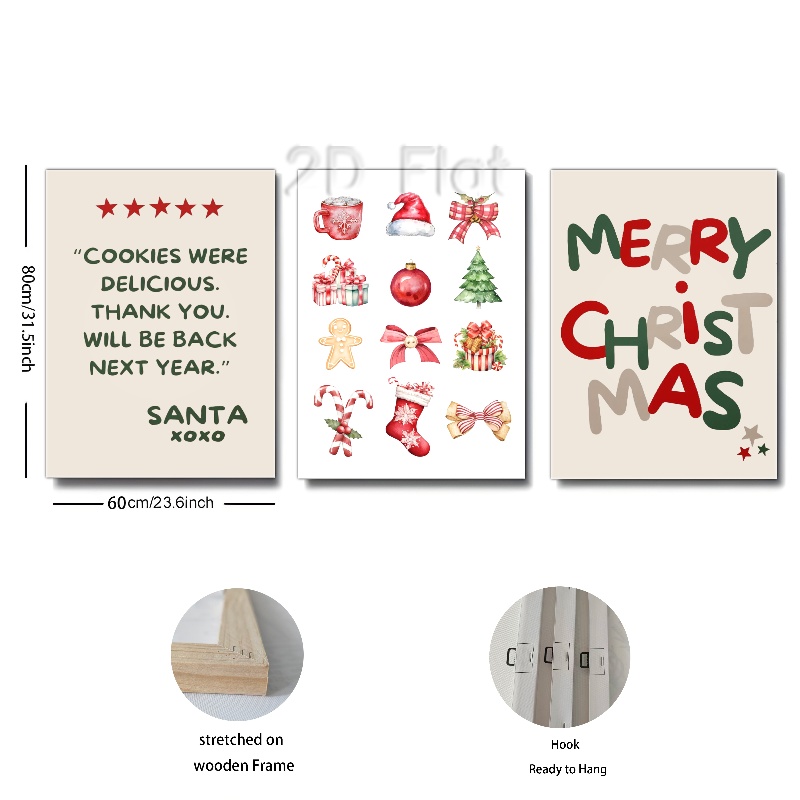 2D Flat
★★★★★
“COOKIES WERE
DELICIOUS.
THANK YOU.
WILL BE BACK
NEXT YEAR.”
SANTA
xoxo
MERRY
CHRiST
MAS
80cm/31.5inch
60cm/23.6inch
stretched on
wooden Frame
Hook
Ready to Hang